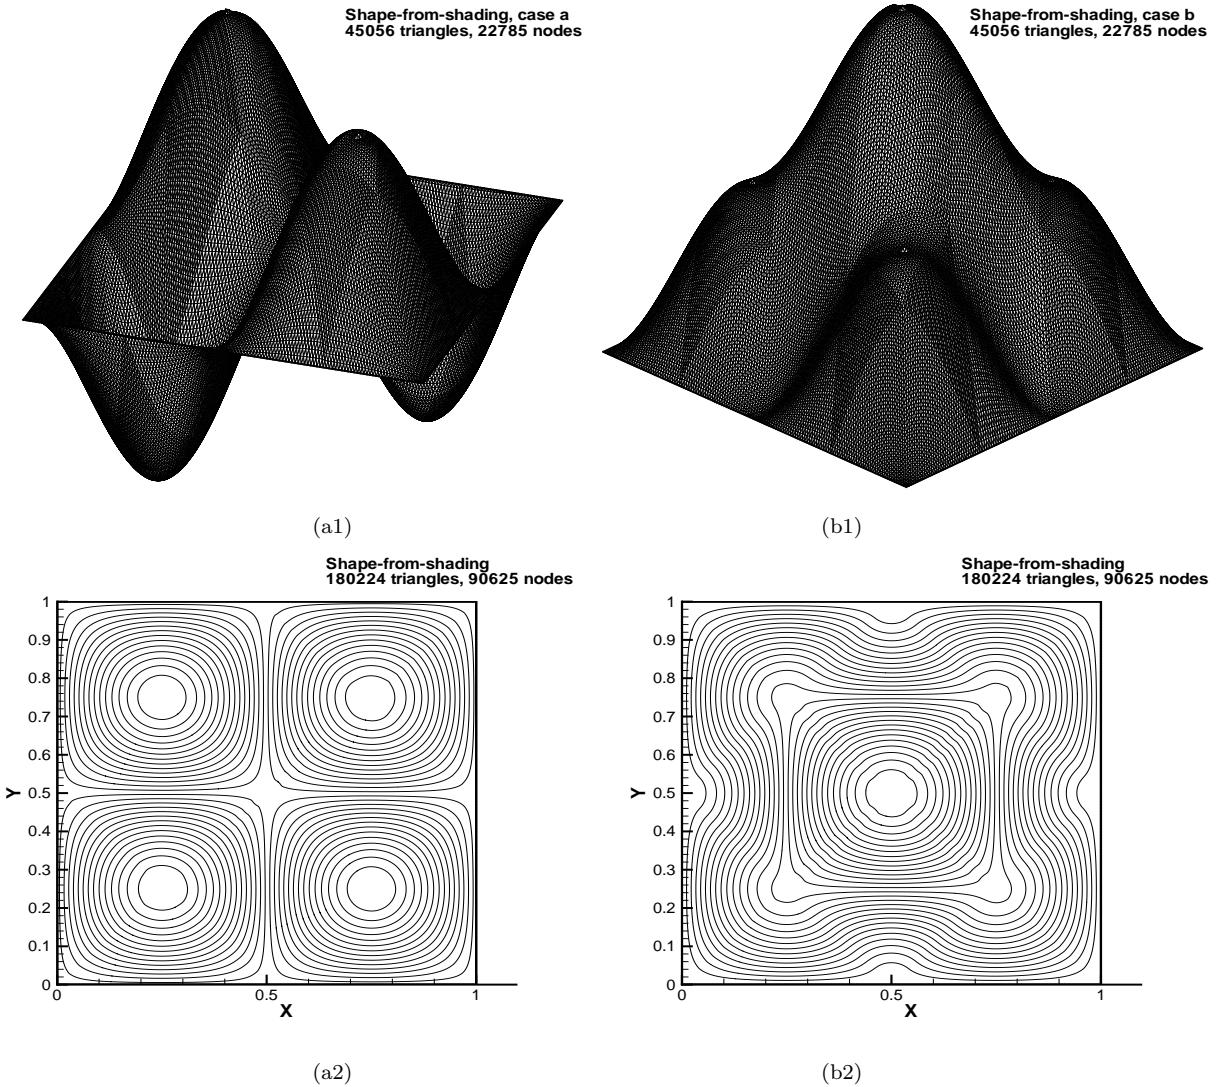 Shape-from-shading, case a
45056 triangles, 22785 nodes
Shape-from-shading, case b
45056 triangles, 22785 nodes
(a1)
(b1)
Shape-from-shading
180224 triangles, 90625 nodes
1
0.9
0.8
0.7
0.6
0.5
0.4
0.3
0.2
0.1
0
Y
0
0.5
1
X
Shape-from-shading
180224 triangles, 90625 nodes
1
0.9
0.8
0.7
0.6
0.5
0.4
0.3
0.2
0.1
0
Y
0
0.5
1
X
(a2)
(b2)